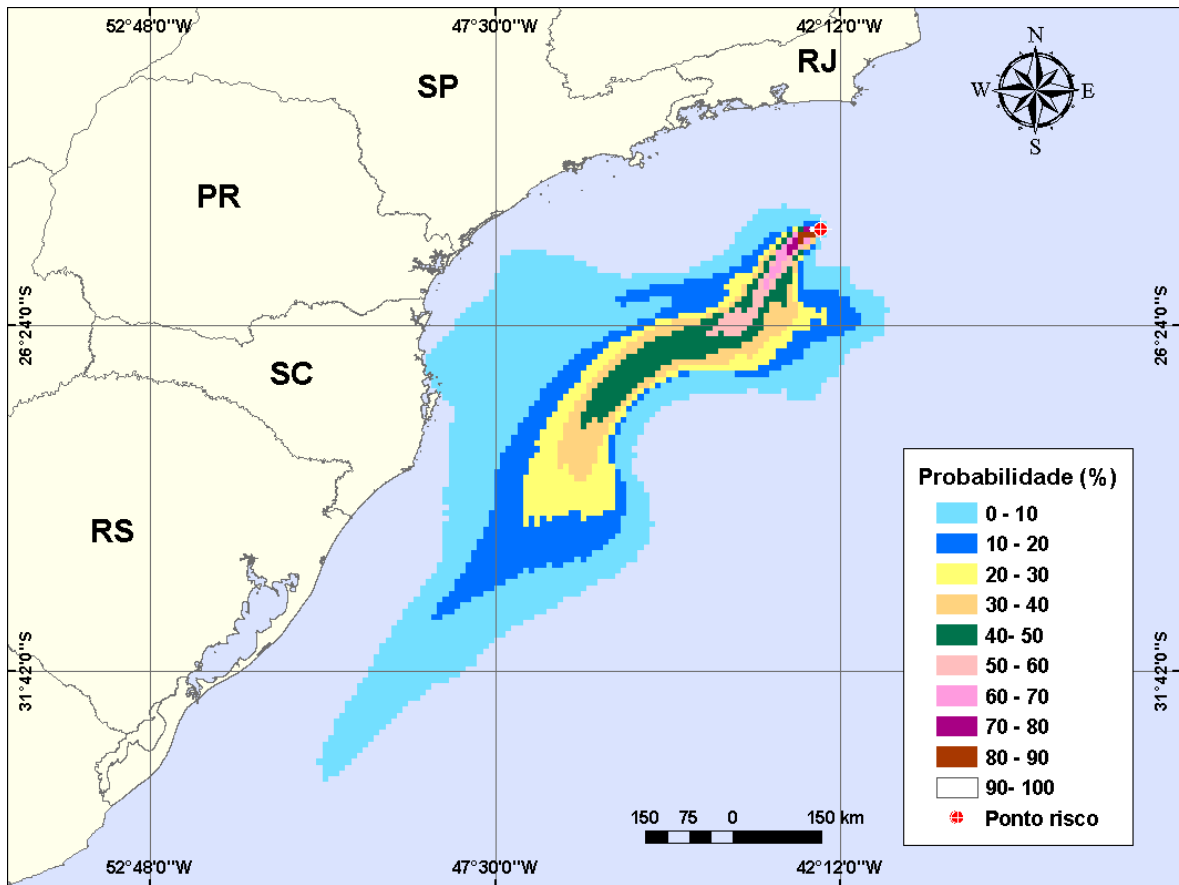 52°48'0"W 47°30'0"W 42°12'0"W
RJ
N
SP
W E
S
PR
26°24'0"S 26°24'0"S
SC
RS
Probabilidade (%)
0 - 10
10 - 20
20 - 30
30 - 40
40- 50
50 - 60
60 - 70
70 - 80
80 - 90
90- 100
Ponto risco
31°42'0"S 31°42'0"S
150 75 0 150 km
52°48'0"W 47°30'0"W 42°12'0"W